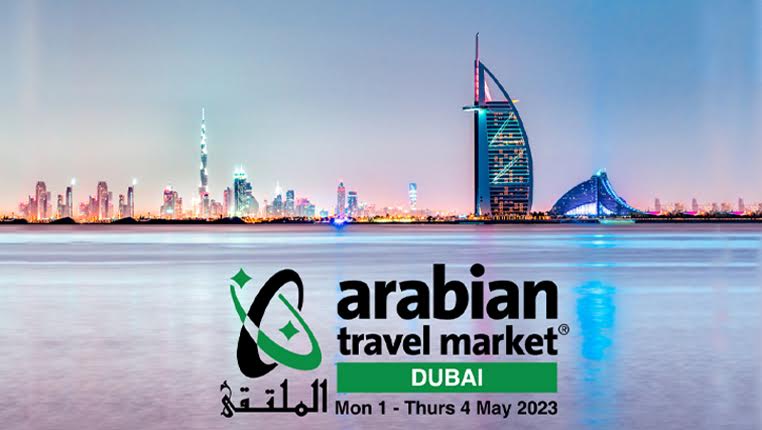 arabian
travel market®
DUBAI
الملتقى
Mon 1 - Thurs 4 May 2023